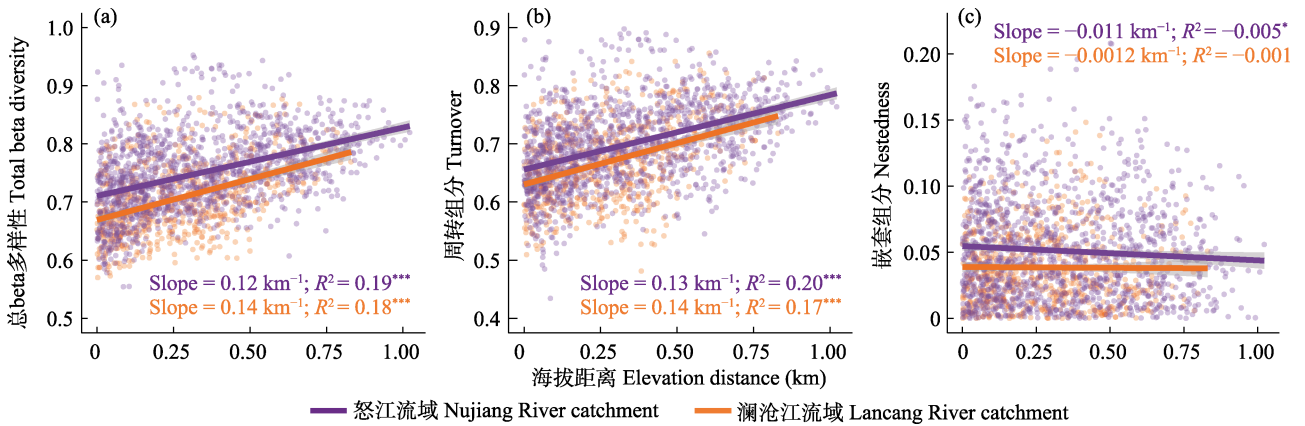 (a)
总beta多样性 Total beta diversity
1.0
0.9
0.8
0.7
0.6
0.5
Slope = 0.12 km⁻¹; R² = 0.19***
Slope = 0.14 km⁻¹; R² = 0.18***
0 0.25 0.50 0.75 1.00
(b)
周转组分 Turnover
0.9
0.8
0.7
0.6
0.5
0.4
Slope = 0.13 km⁻¹; R² = 0.20***
Slope = 0.14 km⁻¹; R² = 0.17***
0 0.25 0.50 0.75 1.00
(c)
Slope = −0.011 km⁻¹; R² = −0.005*
Slope = −0.0012 km⁻¹; R² = −0.001
嵌套组分 Nestedness
0.20
0.15
0.10
0.05
0
0 0.25 0.50 0.75 1.00
海拔距离 Elevation distance (km)
怒江流域 Nujiang River catchment
澜沧江流域 Lancang River catchment